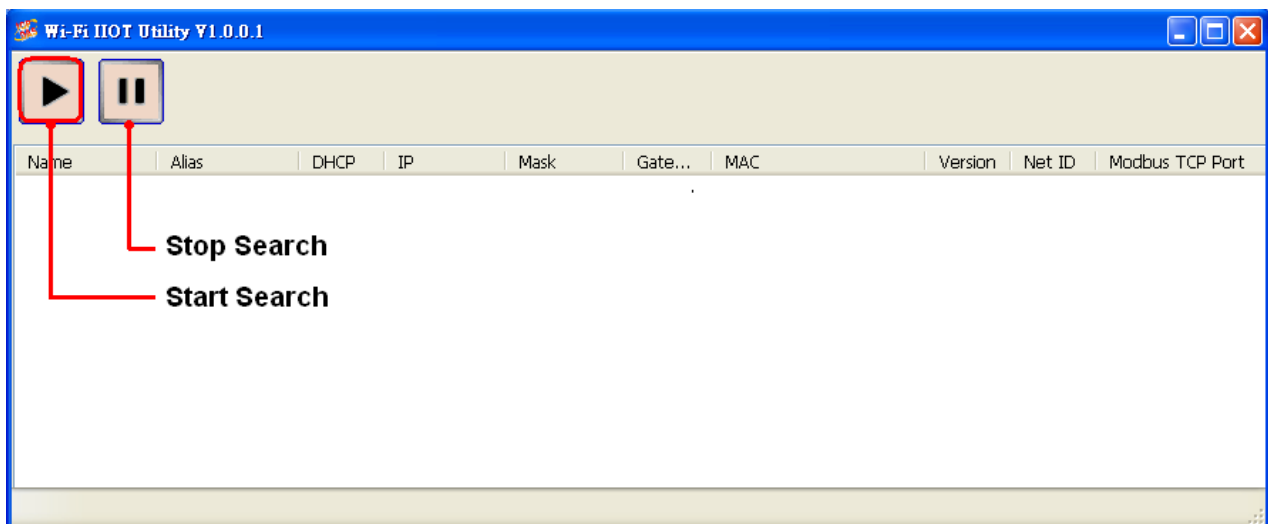 Wi-Fi IIOT Utility V1.0.0.1
Name Alias DHCP IP Mask Gate... MAC Version Net ID Modbus TCP Port
Stop Search
Start Search